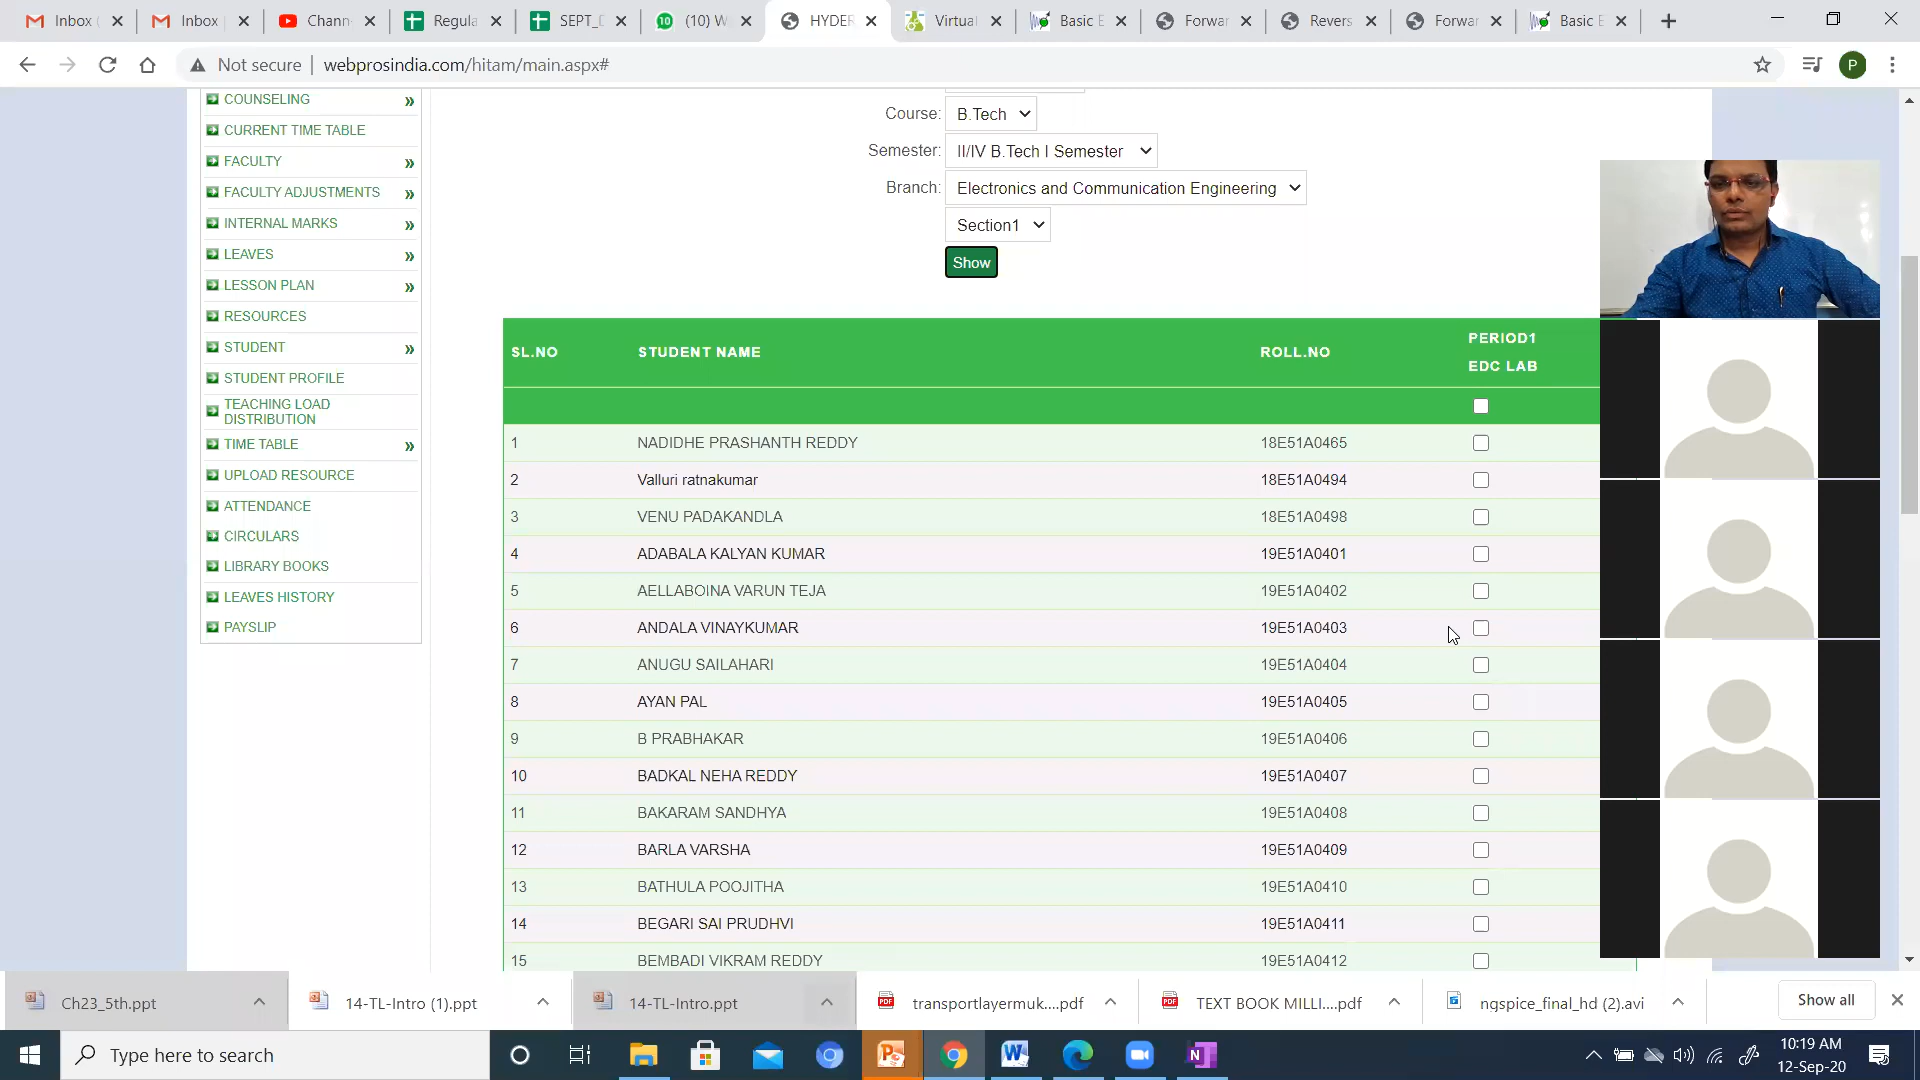 Inbox
Inbox
Chann
Regula
SEPT_D
(10) W
HYDER
Virtual
Basic E
Forwar
Revers
Forwar
Basic E
Not secure
webprosindia.com/hitam/main.aspx#
P
COUNSELING »
CURRENT TIME TABLE
FACULTY »
FACULTY ADJUSTMENTS »
INTERNAL MARKS »
LEAVES »
LESSON PLAN »
RESOURCES
STUDENT »
STUDENT PROFILE
TEACHING LOAD
DISTRIBUTION
TIME TABLE »
UPLOAD RESOURCE
ATTENDANCE
CIRCULARS
LIBRARY BOOKS
LEAVES HISTORY
PAYSLIP
Course: B.Tech
Semester: II/IV B.Tech I Semester
Branch: Electronics and Communication Engineering
Section1
Show
SL.NO STUDENT NAME ROLL.NO PERIOD1
EDC LAB
1 NADIDHE PRASHANTH REDDY 18E51A0465
2 Valluri ratnakumar 18E51A0494
3 VENU PADAKANDLA 18E51A0498
4 ADABALA KALYAN KUMAR 19E51A0401
5 AELLABOINA VARUN TEJA 19E51A0402
6 ANDALA VINAYKUMAR 19E51A0403
7 ANUGU SAILAHARI 19E51A0404
8 AYAN PAL 19E51A0405
9 B PRABHAKAR 19E51A0406
10 BADKAL NEHA REDDY 19E51A0407
11 BAKARAM SANDHYA 19E51A0408
12 BARLA VARSHA 19E51A0409
13 BATHULA POOJITHA 19E51A0410
14 BEGARI SAI PRUDHVI 19E51A0411
15 BEMBADI VIKRAM REDDY 19E51A0412
Ch23_5th.ppt
14-TL-Intro (1).ppt
14-TL-Intro.ppt
transportlayermuk....pdf
TEXT BOOK MILLI....pdf
ngspice_final_hd (2).avi
Show all
Type here to search
10:19 AM
12-Sep-20